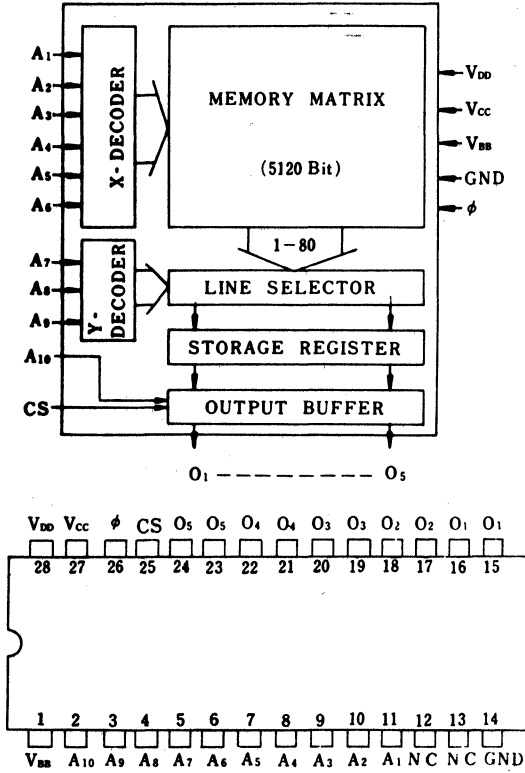 A1
A2
A3
A4
A5
A6
X-DECODER
MEMORY MATRIX
(5120 Bit)
VDD
VCC
VBB
GND
ϕ
1-80
A7
A8
A9
Y-DECODER
LINE SELECTOR
A10
STORAGE REGISTER
CS
OUTPUT BUFFER
O1 O5
VDD VCC ϕ CS O5 O5 O4 O4 O3 O3 O2 O2 O1 O1
28 27 26 25 24 23 22 21 20 19 18 17 16 15
1 2 3 4 5 6 7 8 9 10 11 12 13 14
VBB A10 A9 A8 A7 A6 A5 A4 A3 A2 A1 NC NC GND